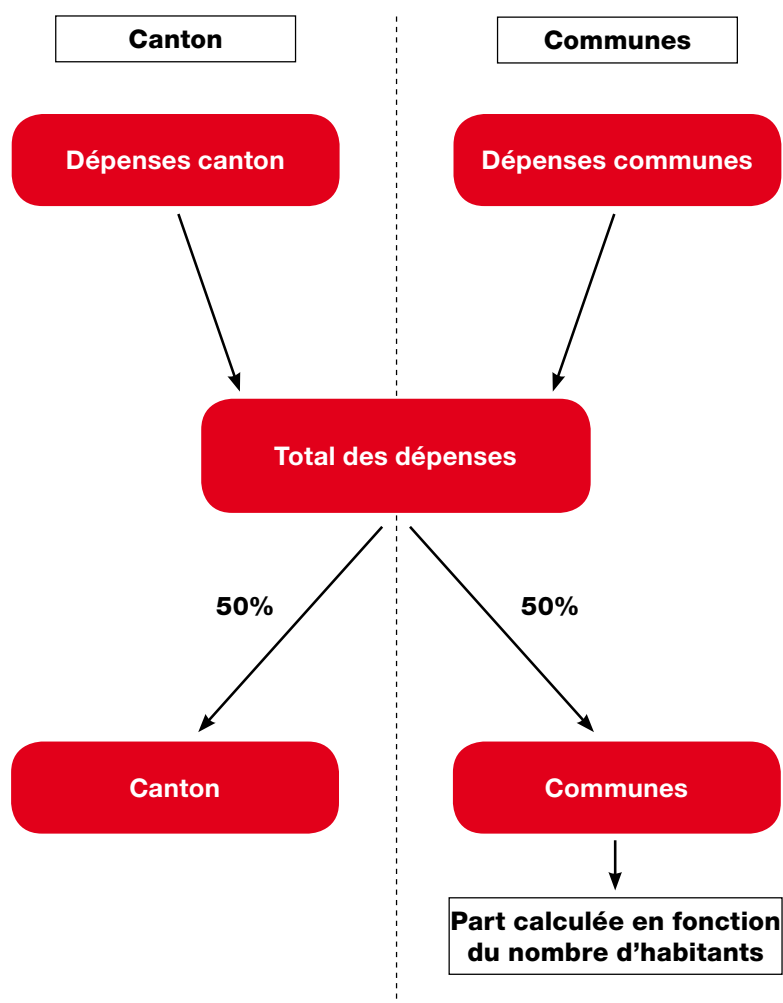 Canton
Communes
Dépenses canton
Dépenses communes
Total des dépenses
50%
50%
Canton
Communes
Part calculée en fonction
du nombre d’habitants